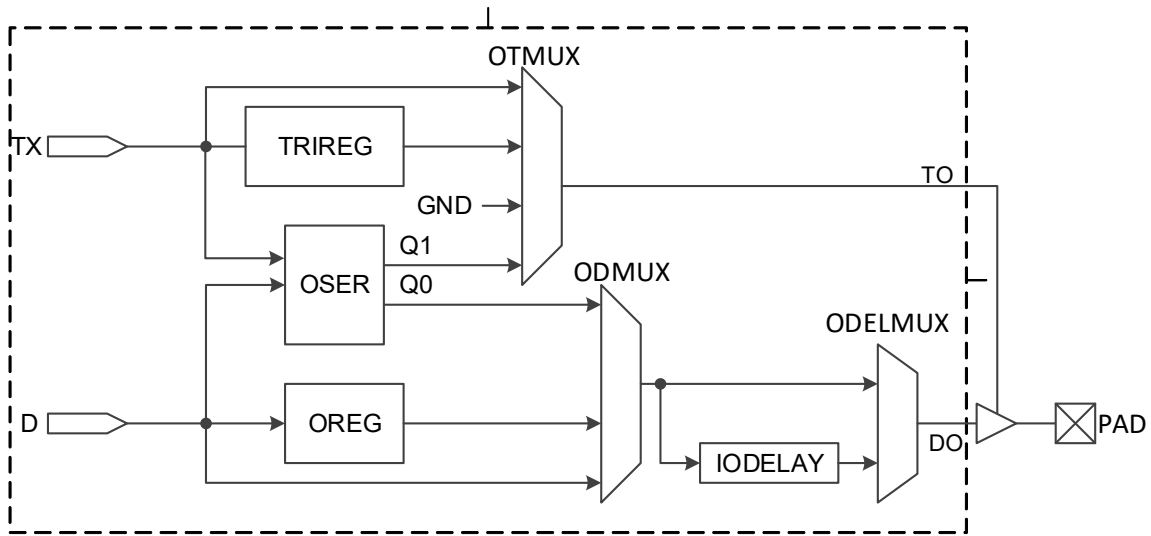 OTMUX
TX
TRIREG
TO
GND
Q1
OSER
Q0
ODMUX
ODELMUX
D
OREG
DO
PAD
IODELAY